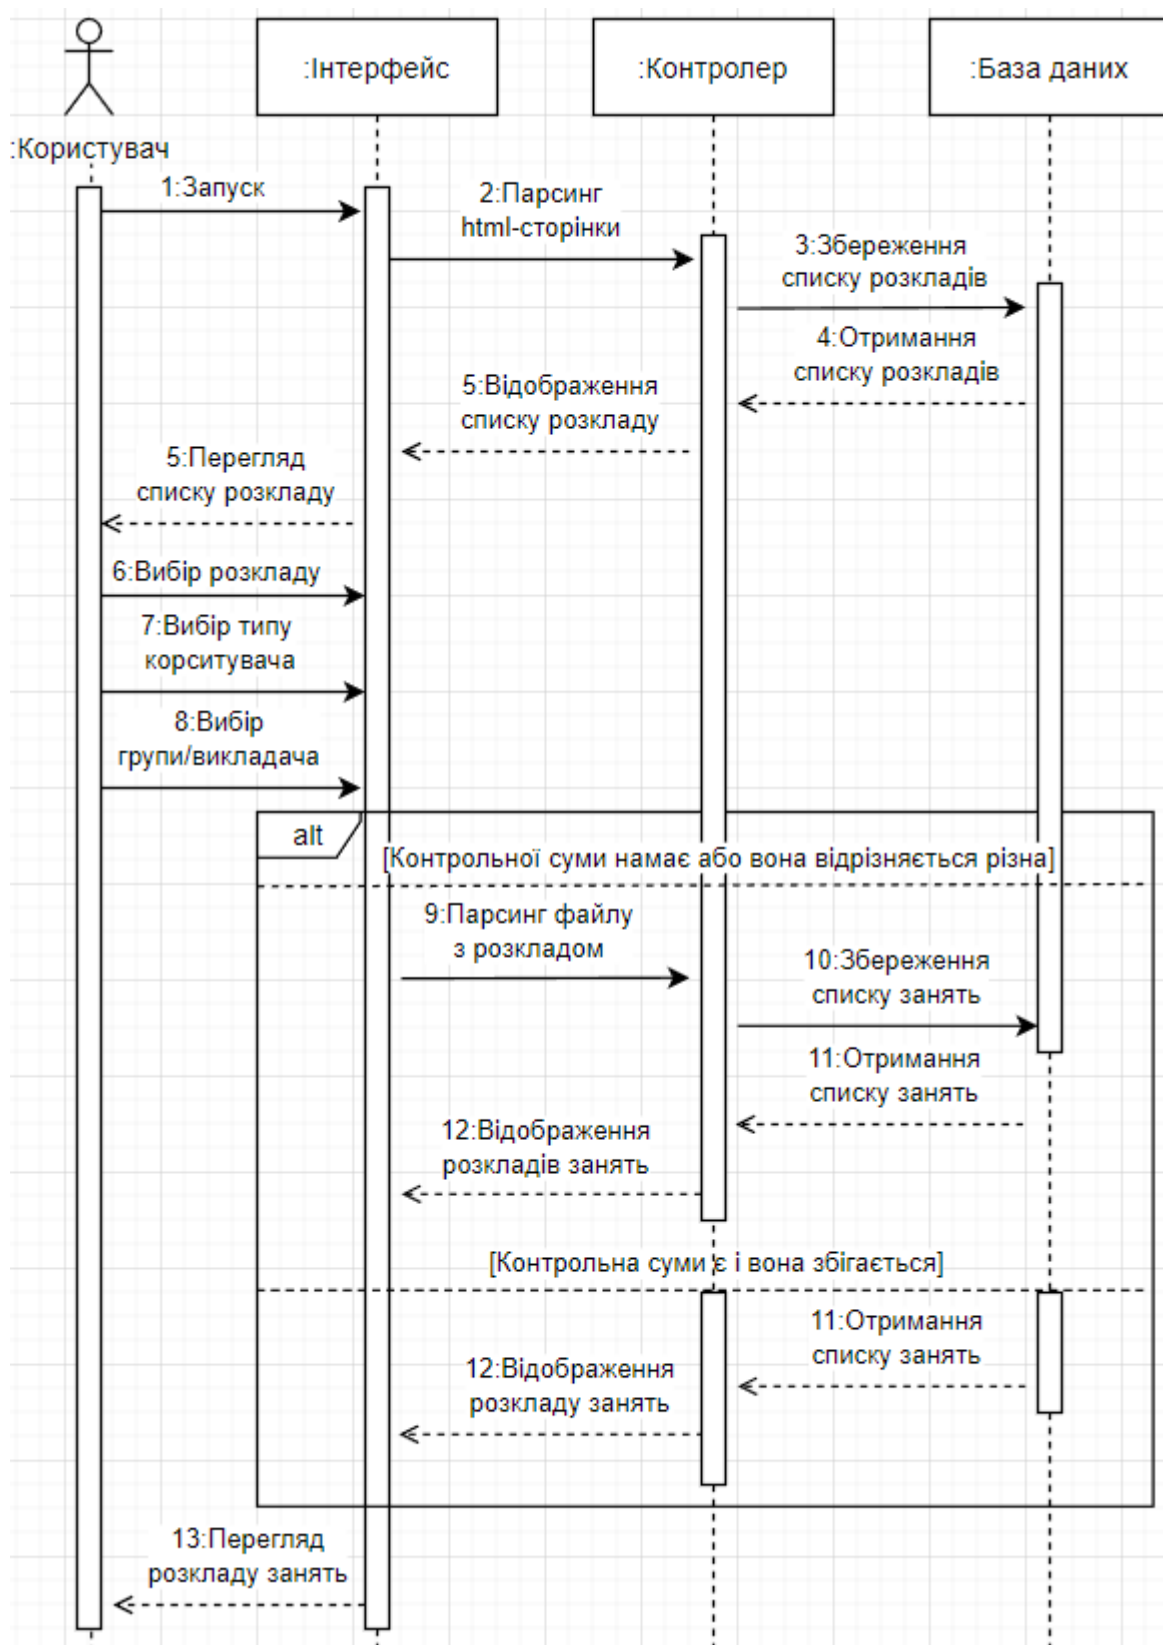 :Інтерфейс
:Контролер
:База даних
:Користувач
1:Запуск
2:Парсинг
html-сторінки
3:Збереження
списку розкладів
4:Отримання
списку розкладів
5:Відображення
списку розкладу
5:Перегляд
списку розкладу
6:Вибір розкладу
7:Вибір типу
корситувача
8:Вибір
групи/викладача
alt
[Контрольної суми намає або вона відрізняється різна]
9:Парсинг файлу
з розкладом
10:Збереження
списку занять
11:Отримання
списку занять
12:Відображення
розкладів занять
[Контрольна суми є і вона збігається]
11:Отримання
списку занять
12:Відображення
розкладу занять
13:Перегляд
розкладу занять